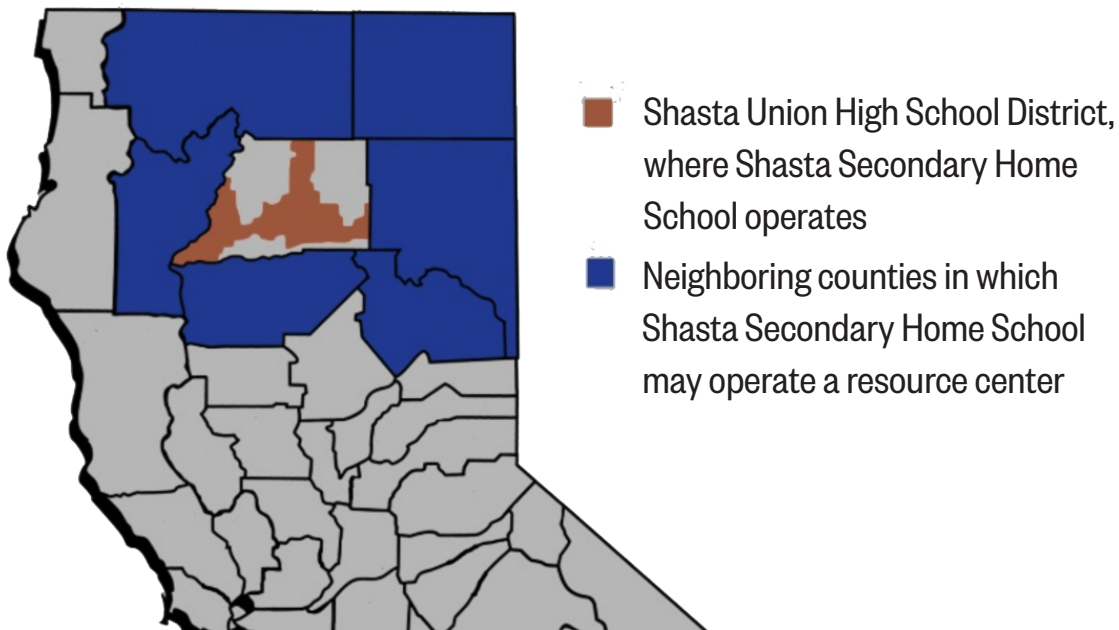 Shasta Union High School District,
where Shasta Secondary Home
School operates
Neighboring counties in which
Shasta Secondary Home School
may operate a resource center